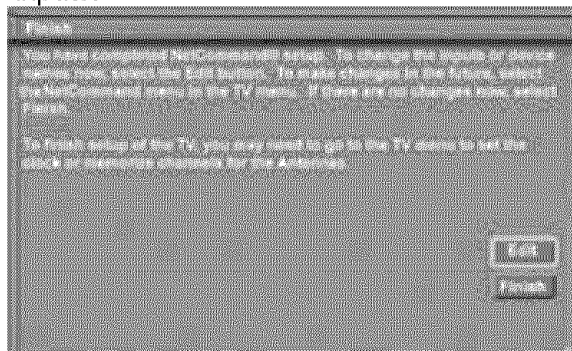 Finish
You have completed NetCommand® setup. To change the inputs or device
names now, select the Edit button. To make changes in the future, select
the NetCommand menu in the TV menu. If there are no changes now, select
Finish.
To finish setup of the TV, you may need to go to the TV menu to set the
clock or memorize channels for the Antennas.
Edit
Finish